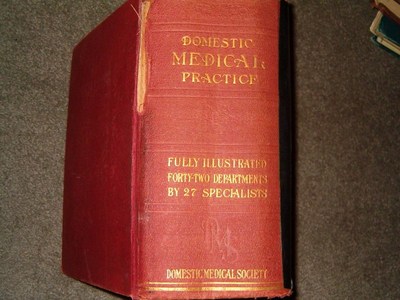 DOMESTIC
MEDICAL
PRACTICE
FULLY ILLUSTRATED
FORTY-TWO DEPARTMENTS
BY 27 SPECIALISTS
DOMESTIC MEDICAL SOCIETY